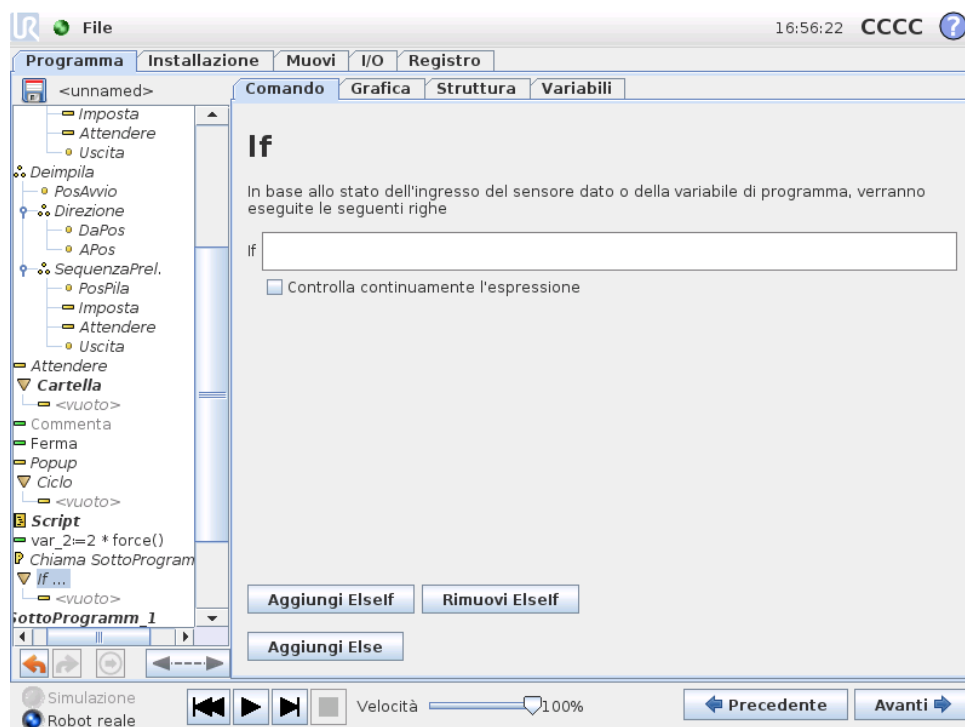 UR File 16:56:22 CCCC ?
Programma Installazione Muovi I/O Registro
<unnamed>
Comando Grafica Struttura Variabili
Imposta
Attendere
Uscita
Deimpila
PosAvvio
Direzione
DaPos
APos
SequenzaPrel.
PosPila
Imposta
Attendere
Uscita
Attendere
Cartella
<vuoto>
Commenta
Ferma
Popup
Ciclo
<vuoto>
Script
var_2:=2 * force()
Chiama SottoProgram
If ...
<vuoto>
SottoProgramm_1
If
In base allo stato dell'ingresso del sensore dato o della variabile di programma, verranno
eseguite le seguenti righe
If
Controlla continuamente l'espressione
Aggiungi ElseIf Rimuovi ElseIf
Aggiungi Else
Simulazione
Robot reale
Velocità 100%
Precedente Avanti